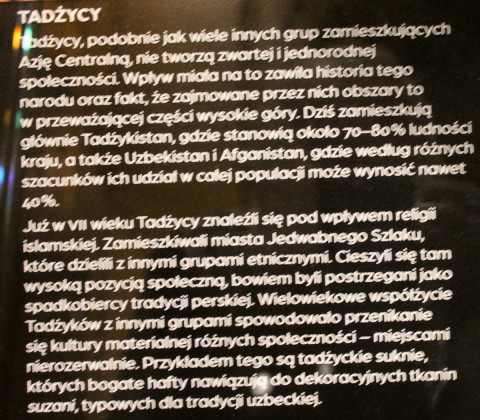 TADŻYCY
Tadżycy, podobnie jak wiele innych grup zamieszkujących
Azję Centralną, nie tworzą zwartej i jednorodnej
społeczności. Wpływ miała na to zawiła historia tego
narodu oraz fakt, że zajmowane przez nich obszary to
w przeważającej części wysokie góry. Dziś zamieszkują
głównie Tadżykistan, gdzie stanowią około 70–80% ludności
kraju, a także Uzbekistan i Afganistan, gdzie według różnych
szacunków ich udział w całej populacji może wynosić nawet
40%.
Już w VII wieku Tadżycy znaleźli się pod wpływem religii
islamskiej. Zamieszkiwali miasta Jedwabnego Szlaku,
które dzielili z innymi grupami etnicznymi. Cieszyli się tam
wysoką pozycją społeczną, bowiem byli postrzegani jako
spadkobiercy tradycji perskiej. Wielowiekowe współżycie
Tadżyków z innymi grupami spowodowało przenikanie
się kultury materialnej różnych społeczności – miejscami
nierozerwalnie. Przykładem tego są tadżyckie suknie,
których bogate hafty nawiązują do dekoracyjnych tkanin
suzani, typowych dla tradycji uzbeckiej.